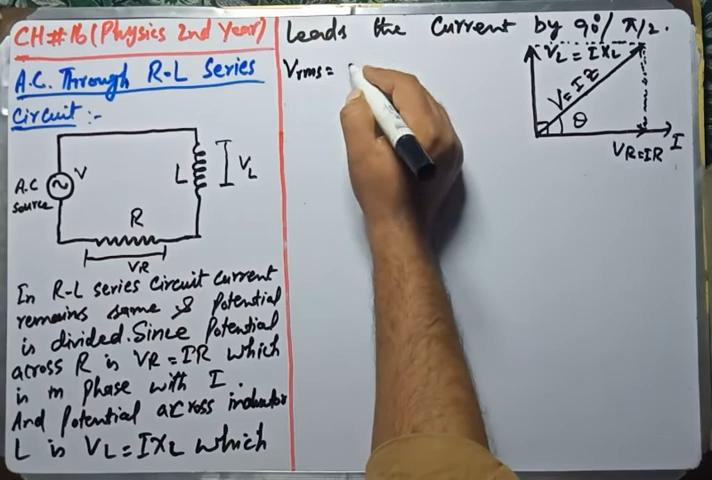 CH#16(Physics 2nd Year)
A.C. Through R-L Series
Circuit:-
A.C
Source
V
L
VL
R
VR
In R-L series Circuit Current
remains same & Potential
is divided. Since Potential
across R is VR = IR which
is in Phase with I.
And Potential across inductor
L is VL = IXL which
Leads the Current by 90°/π/2.
Vrms =
VL = IXL
V = IZ
θ
VR = IR
I